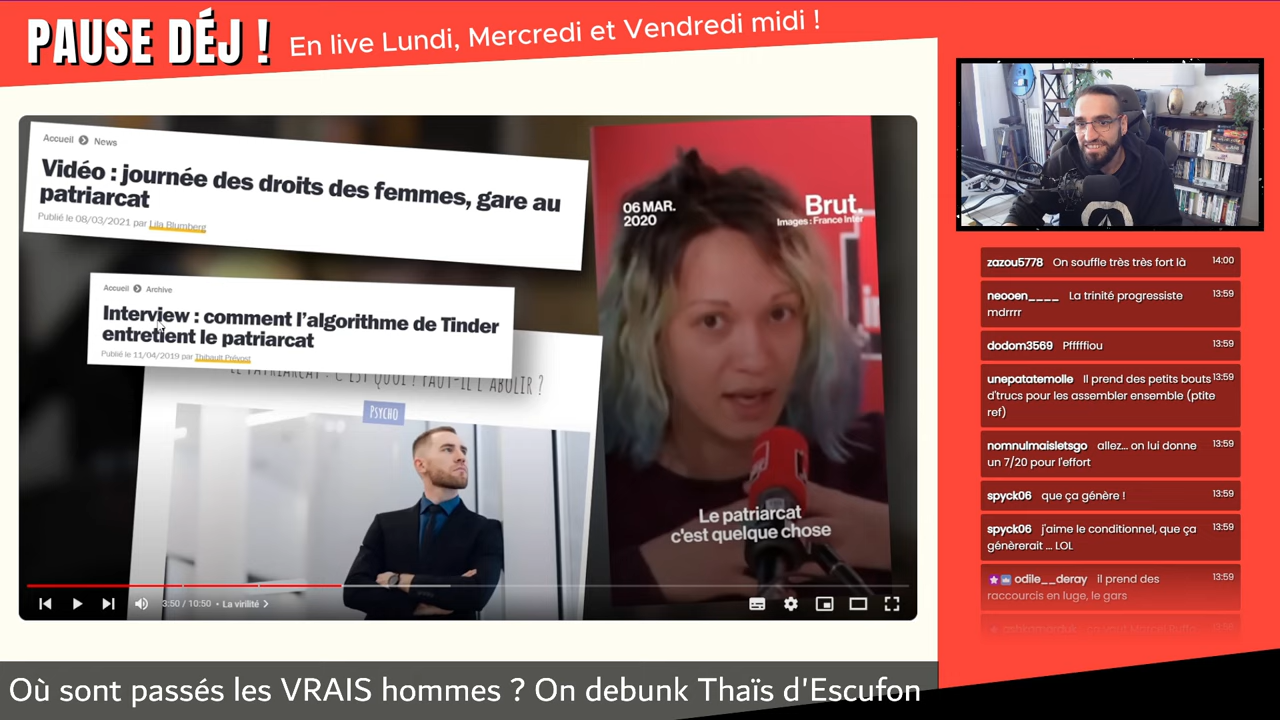 PAUSE DÉJ !
En live Lundi, Mercredi et Vendredi midi !
Accueil News
Vidéo : journée des droits des femmes, gare au
patriarcat
Publié le 08/03/2021 par Lila Blumberg
Accueil Archive
Interview : comment l'algorithme de Tinder
entretient le patriarcat
Publié le 11/04/2019 par Thibault Prévost
LE PATRIARCAT : C'EST QUOI ? FAUT-IL L'ABOLIR ?
PSYCHO
06 MAR.
2020
Brut.
Images : France Inter
Le patriarcat
c'est quelque chose
3:50 / 10:50 • La virilité
zazou5778 On souffle très très fort là 14:00
neooen____ La trinité progressiste 13:59
mdrrrr
dodom3569 Pfffffiou 13:59
unepatatemolle Il prend des petits bouts 13:59
d'trucs pour les assembler ensemble (ptite
ref)
nomnulmaisletsgo allez... on lui donne 13:59
un 7/20 pour l'effort
spyck06 que ça génère ! 13:59
spyck06 j'aime le conditionnel, que ça 13:59
génèrerait ... LOL
odile__deray il prend des 13:59
raccourcis en luge, le gars
Où sont passés les VRAIS hommes ? On debunk Thaïs d'Escufon